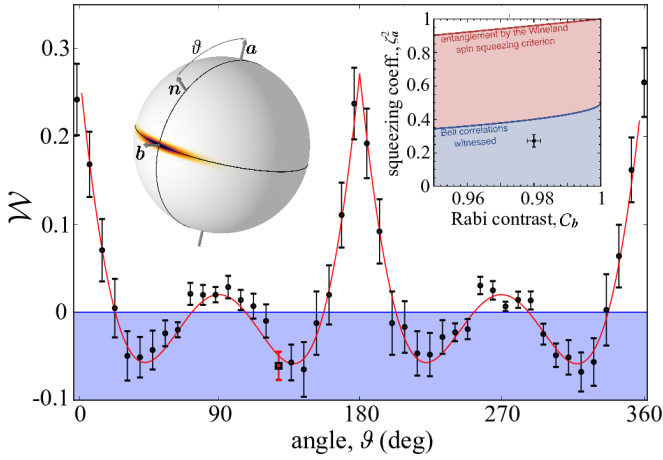 0.3
0.2
0.1
0
-0.1
𝒲
0
90
180
270
360
angle, ϑ (deg)
ϑ
a
n
b
1
0.8
0.6
0.4
0.2
0
squeezing coeff., ζ²ₐ
entanglement by the Wineland
spin squeezing criterion
Bell correlations
witnessed
0.96
0.98
1
Rabi contrast, C_b